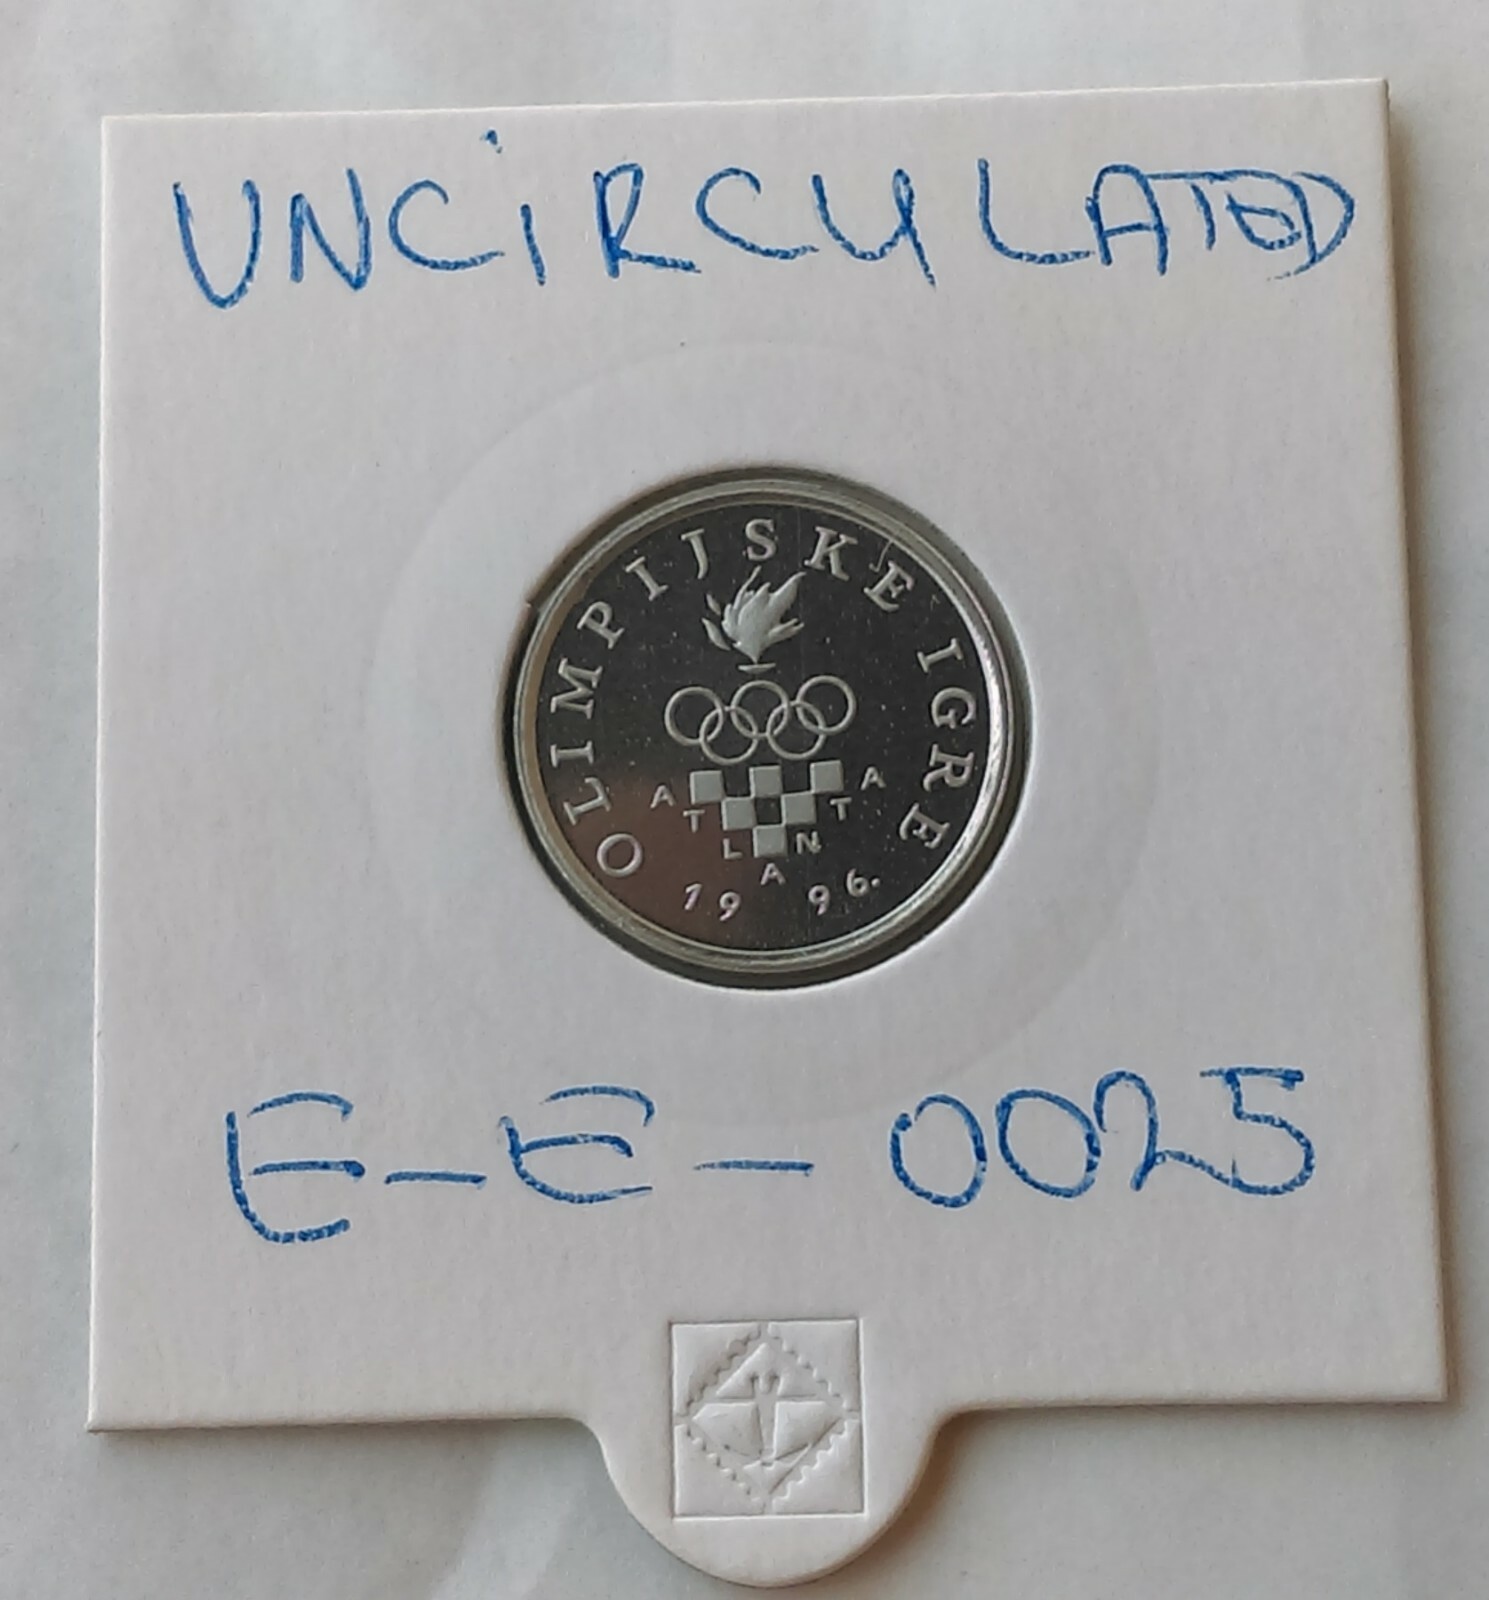 UNCiRCULATED
OLIMPIJSKE IGRE
ATLANTA
1996.
E-E-0025